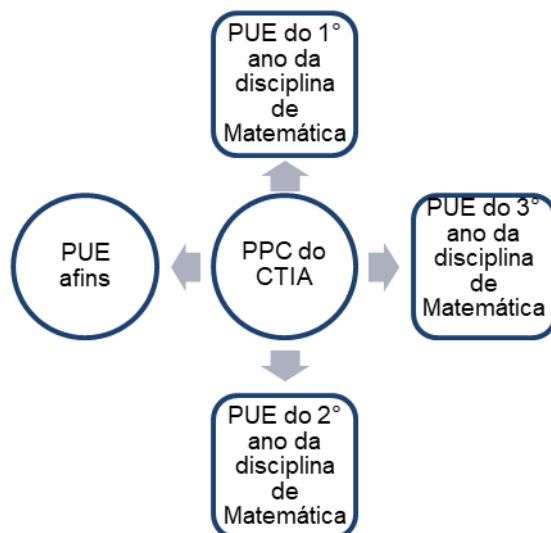 PUE do 1°
ano da
disciplina
de
Matemática
PUE
afins
PPC do
CTIA
PUE do 3°
ano da
disciplina
de
Matemática
PUE do 2°
ano da
disciplina
de
Matemática